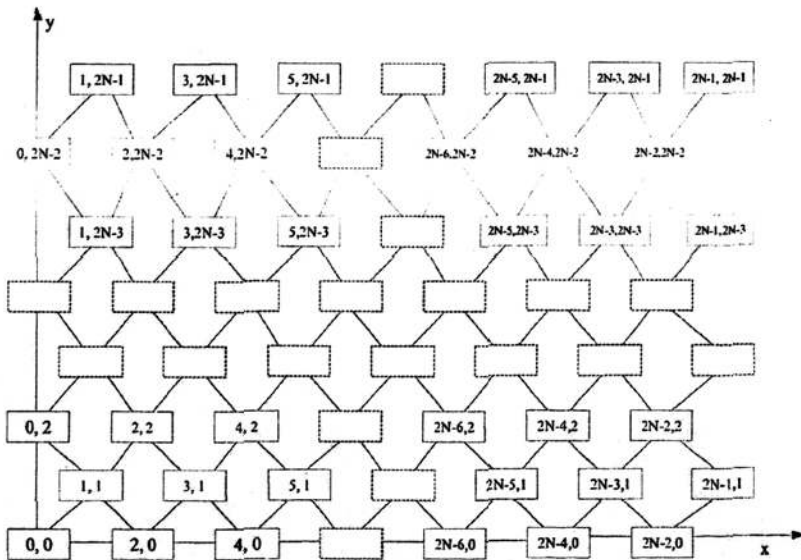 y
1, 2N-1 3, 2N-1 5, 2N-1 2N-5, 2N-1 2N-3, 2N-1 2N-1, 2N-1
0, 2N-2 2,2N-2 4,2N-2 2N-6,2N-2 2N-4,2N-2 2N-2,2N-2
1, 2N-3 3,2N-3 5,2N-3 2N-5,2N-3 2N-3,2N-3 2N-1,2N-3
0, 2 2, 2 4, 2 2N-6,2 2N-4,2 2N-2,2
1, 1 3, 1 5, 1 2N-5,1 2N-3,1 2N-1,1
0, 0 2, 0 4, 0 2N-6,0 2N-4,0 2N-2,0
x